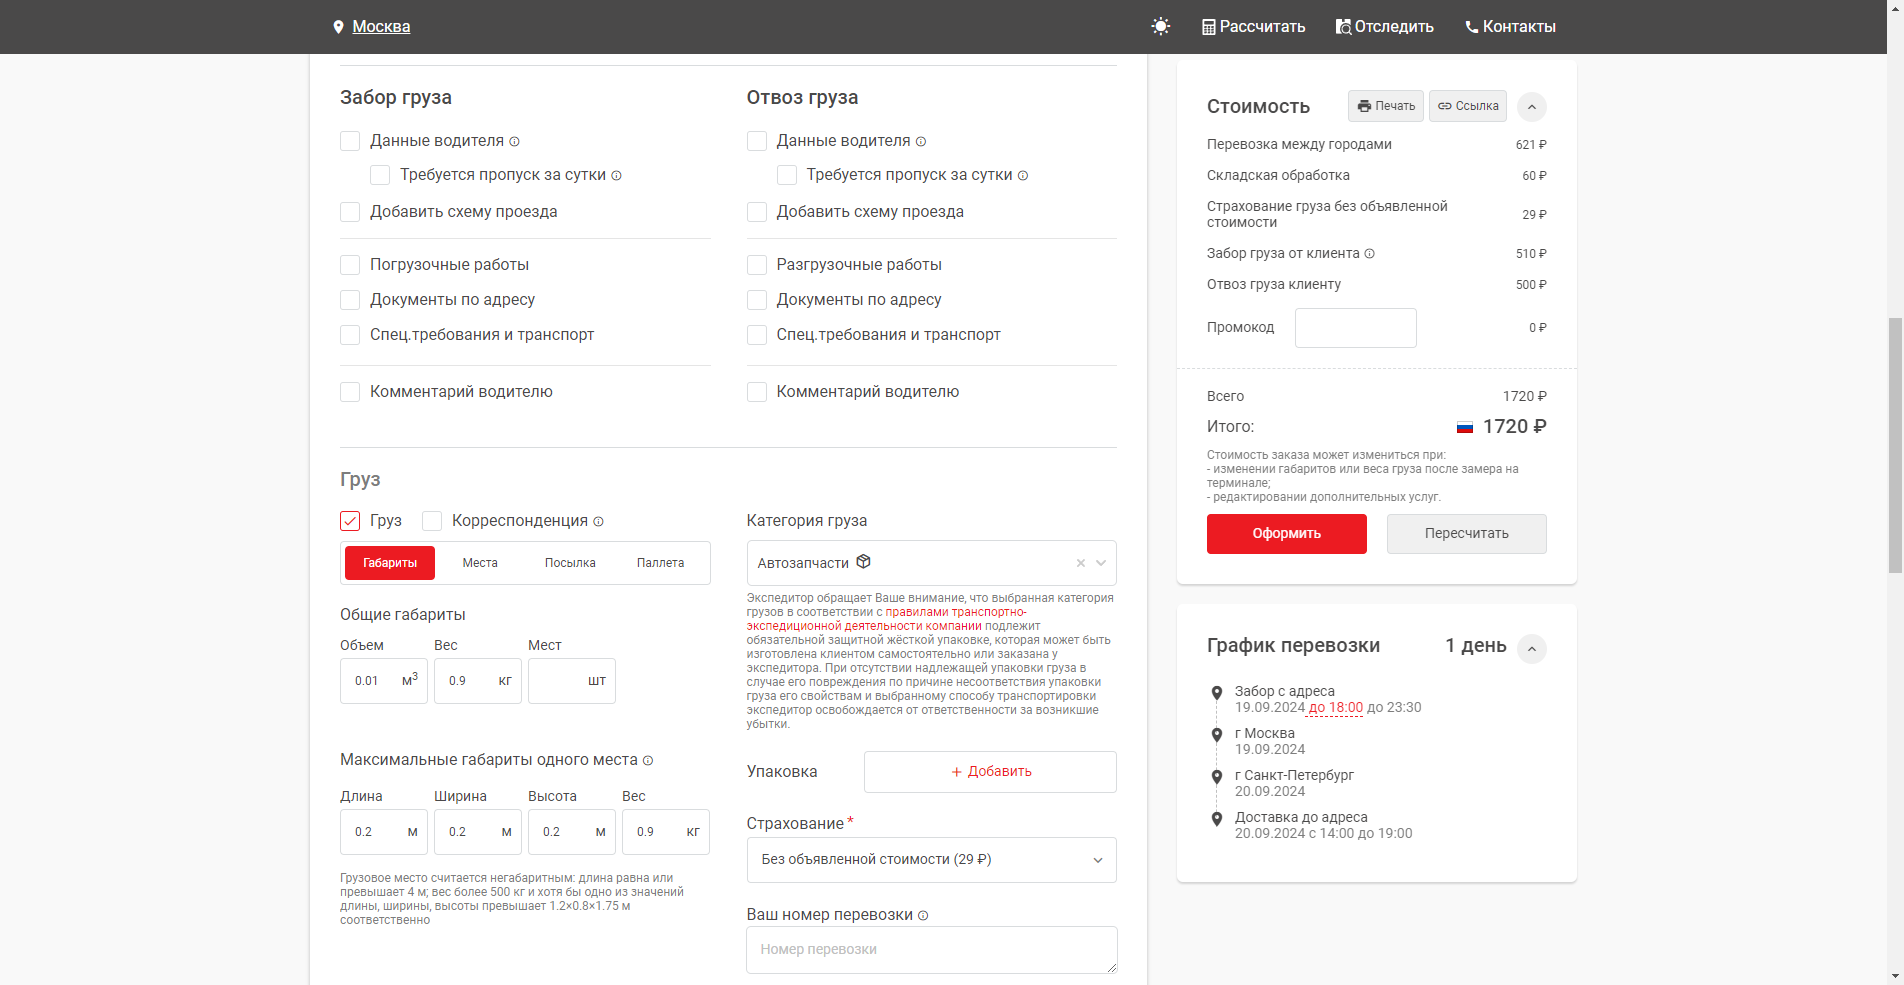 Москва
Рассчитать
Отследить
Контакты
Забор груза
Данные водителя
Требуется пропуск за сутки
Добавить схему проезда
Погрузочные работы
Документы по адресу
Спец.требования и транспорт
Комментарий водителю
Отвоз груза
Данные водителя
Требуется пропуск за сутки
Добавить схему проезда
Разгрузочные работы
Документы по адресу
Спец.требования и транспорт
Комментарий водителю
Груз
Груз
Корреспонденция
Габариты
Места
Посылка
Паллета
Общие габариты
Объем
Вес
Мест
0.01 м3
0.9 кг
шт
Максимальные габариты одного места
Длина
Ширина
Высота
Вес
0.2 м
0.2 м
0.2 м
0.9 кг
Грузовое место считается негабаритным: длина равна или
превышает 4 м; вес более 500 кг и хотя бы одно из значений
длины, ширины, высоты превышает 1.2×0.8×1.75 м
соответственно
Категория груза
Автозапчасти
Экспедитор обращает Ваше внимание, что выбранная категория
грузов в соответствии с правилами транспортно-
экспедиционной деятельности компании подлежит
обязательной защитной жёсткой упаковке, которая может быть
изготовлена клиентом самостоятельно или заказана у
экспедитора. При отсутствии надлежащей упаковки груза в
случае его повреждения по причине несоответствия упаковки
груза его свойствам и выбранному способу транспортировки
экспедитор освобождается от ответственности за возникшие
убытки.
Упаковка
+ Добавить
Страхование *
Без объявленной стоимости (29 ₽)
Ваш номер перевозки
Номер перевозки
Стоимость
Печать
Ссылка
Перевозка между городами 621 ₽
Складская обработка 60 ₽
Страхование груза без объявленной
стоимости 29 ₽
Забор груза от клиента 510 ₽
Отвоз груза клиенту 500 ₽
Промокод 0 ₽
Всего 1720 ₽
Итого: 1720 ₽
Стоимость заказа может измениться при:
- изменении габаритов или веса груза после замера на
терминале;
- редактировании дополнительных услуг.
Оформить
Пересчитать
График перевозки 1 день
Забор с адреса
19.09.2024 до 18:00 до 23:30
г Москва
19.09.2024
г Санкт-Петербург
20.09.2024
Доставка до адреса
20.09.2024 с 14:00 до 19:00